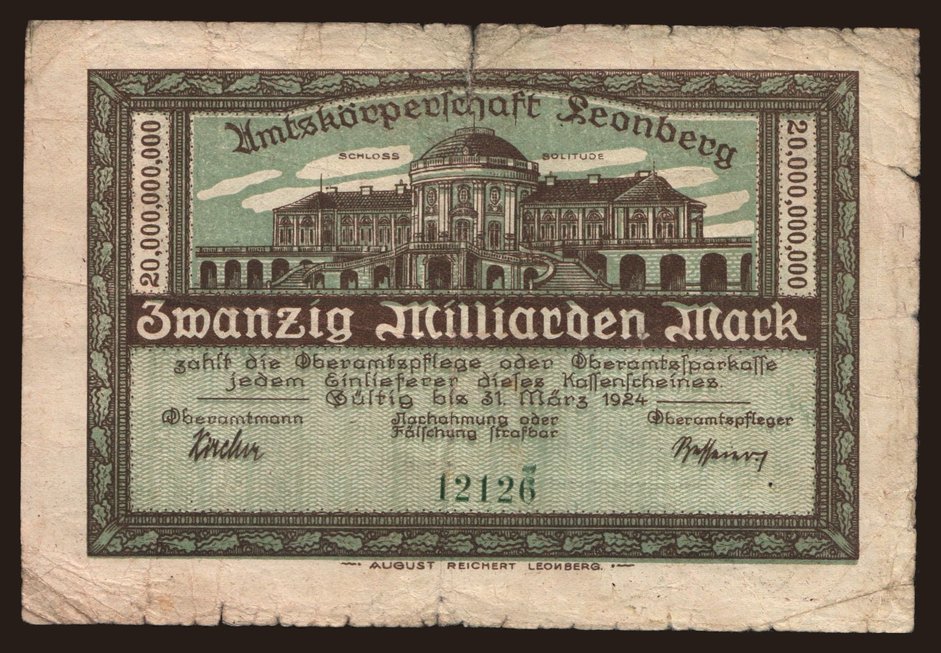 Amtskörperschaft Leonberg
SCHLOSS SOLITUDE
20,000,000,000
20,000,000,000
Zwanzig Milliarden Mark
zahlt die Oberamtspflege oder Oberamtssparkasse
jedem Einlieferer dieses Kassenscheines.
Gültig bis 31. März 1924
Oberamtmann
Nachahmung oder
Fälschung strafbar
Oberamtspfleger
12126
AUGUST REICHERT LEONBERG.